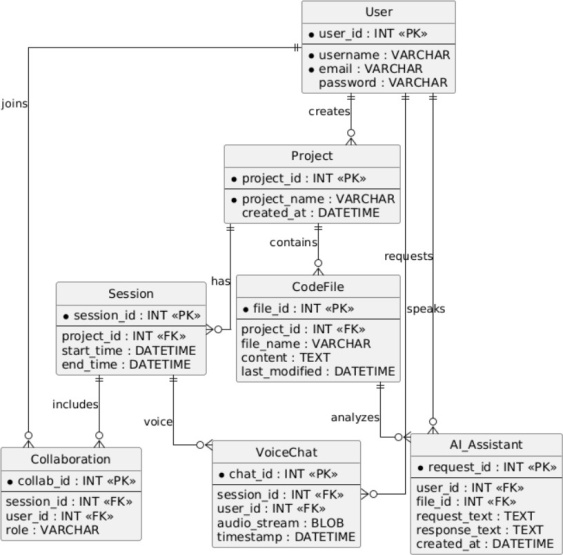 User
● user_id : INT «PK»
● username : VARCHAR
● email : VARCHAR
password : VARCHAR
joins
creates
Project
● project_id : INT «PK»
● project_name : VARCHAR
created_at : DATETIME
contains
requests
has
Session
● session_id : INT «PK»
project_id : INT «FK»
start_time : DATETIME
end_time : DATETIME
CodeFile
● file_id : INT «PK»
project_id : INT «FK»
file_name : VARCHAR
content : TEXT
last_modified : DATETIME
speaks
includes
voice
analyzes
Collaboration
● collab_id : INT «PK»
session_id : INT «FK»
user_id : INT «FK»
role : VARCHAR
VoiceChat
● chat_id : INT «PK»
session_id : INT «FK»
user_id : INT «FK»
audio_stream : BLOB
timestamp : DATETIME
AI_Assistant
● request_id : INT «PK»
user_id : INT «FK»
file_id : INT «FK»
request_text : TEXT
response_text : TEXT
created_at : DATETIME